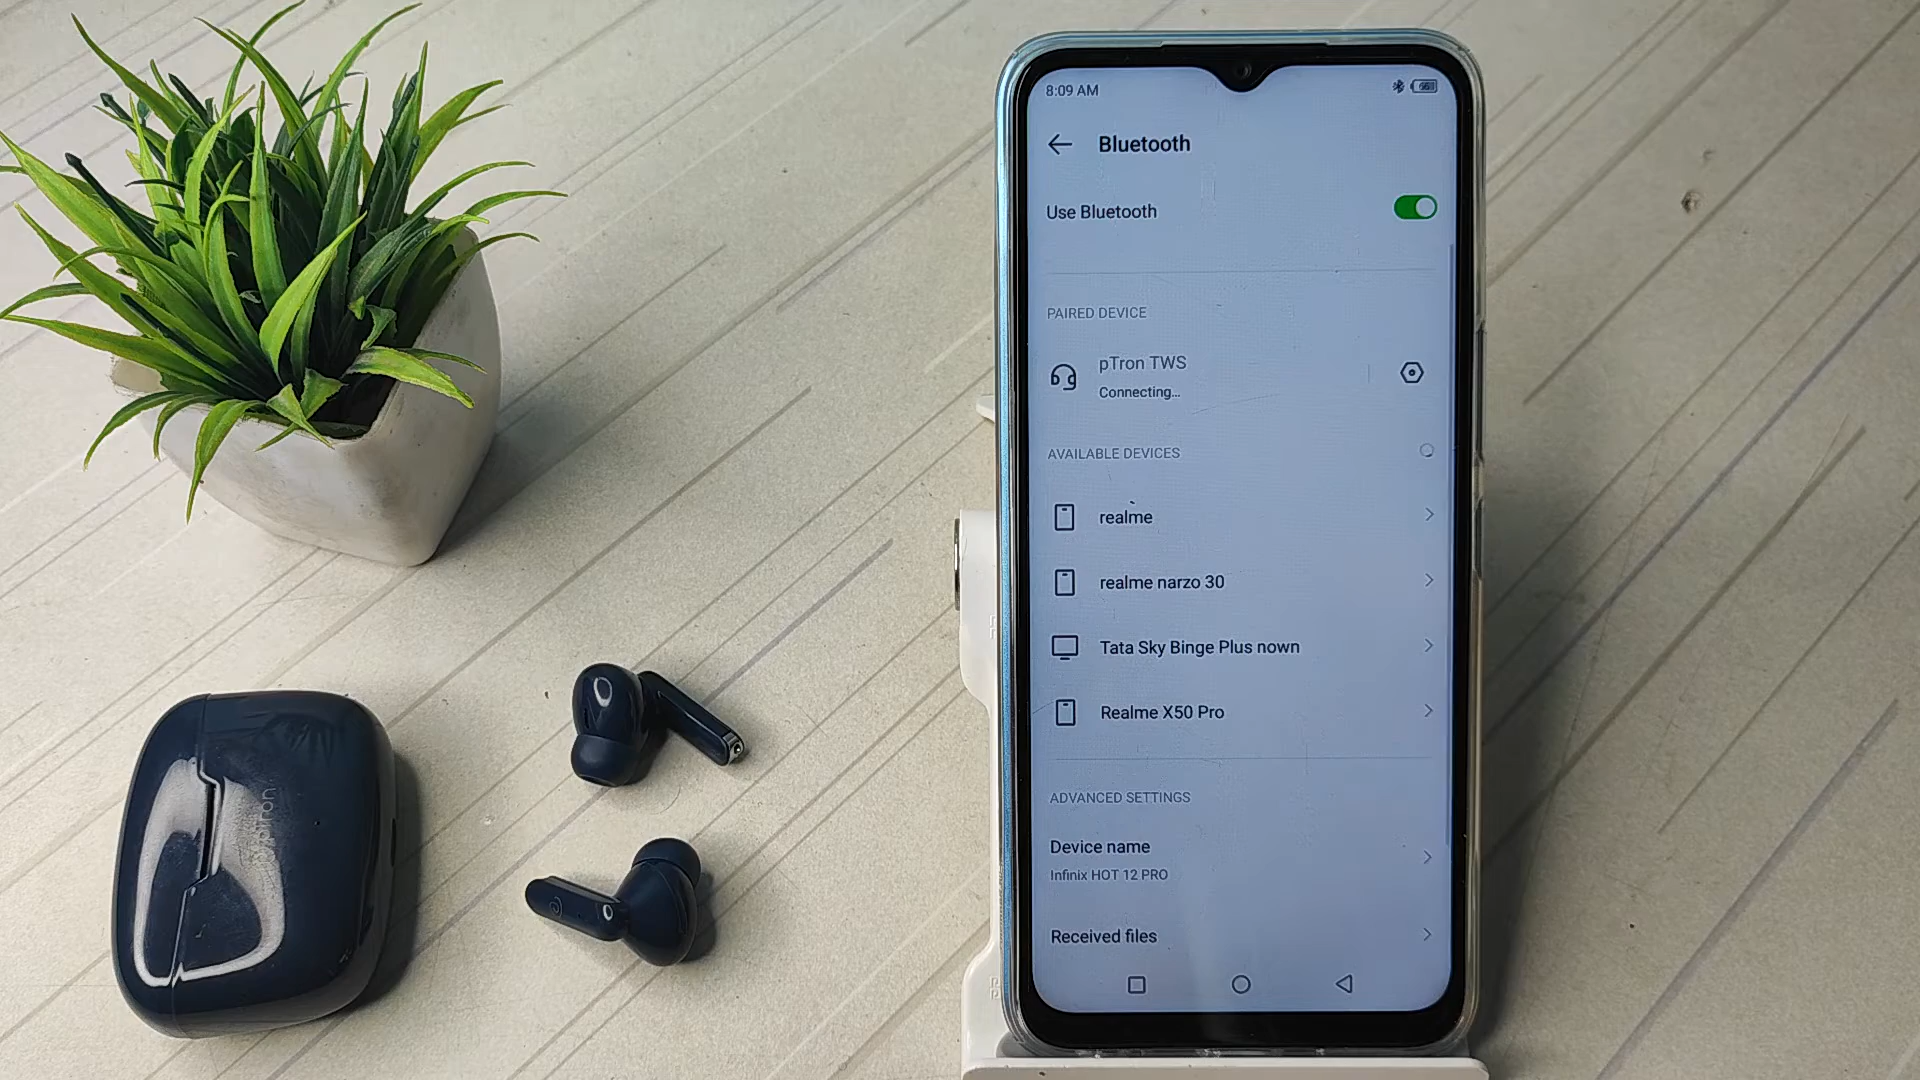 8:09 AM
Bluetooth
Use Bluetooth
PAIRED DEVICE
pTron TWS
Connecting...
AVAILABLE DEVICES
realme
realme narzo 30
Tata Sky Binge Plus nown
Realme X50 Pro
ADVANCED SETTINGS
Device name
Infinix HOT 12 PRO
Received files
pTron